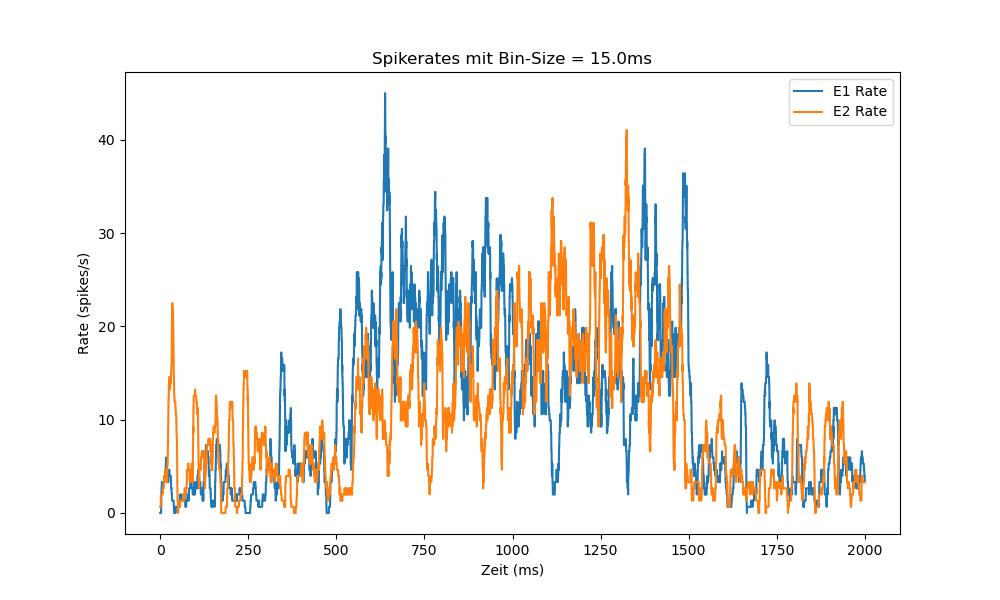 Spikerates mit Bin-Size = 15.0ms
E1 Rate
E2 Rate
40
30
20
10
0
Rate (spikes/s)
0 250 500 750 1000 1250 1500 1750 2000
Zeit (ms)